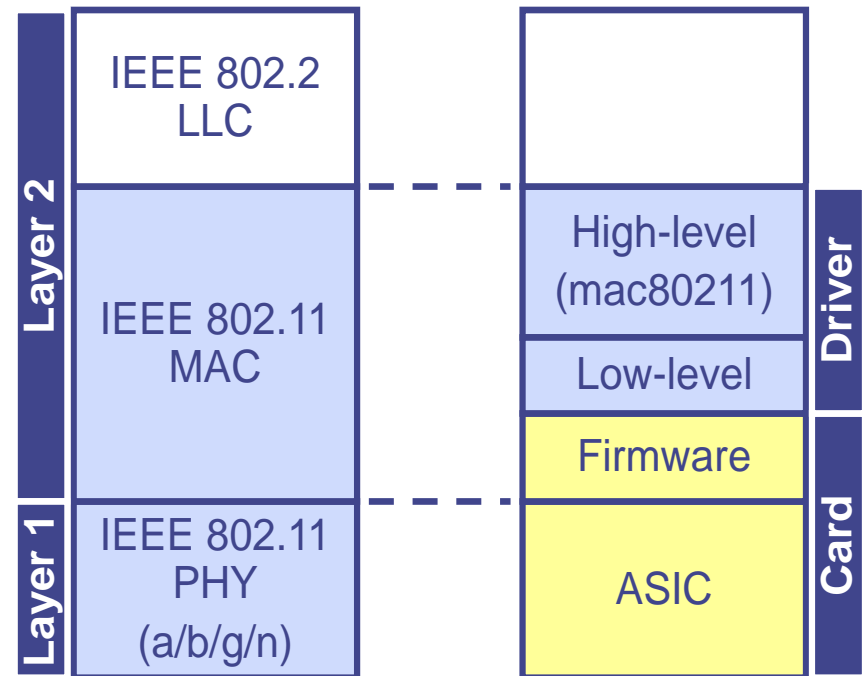 Layer 2
IEEE 802.2
LLC
IEEE 802.11
MAC
Layer 1
IEEE 802.11
PHY
(a/b/g/n)
High-level
(mac80211)
Low-level
Driver
Firmware
ASIC
Card